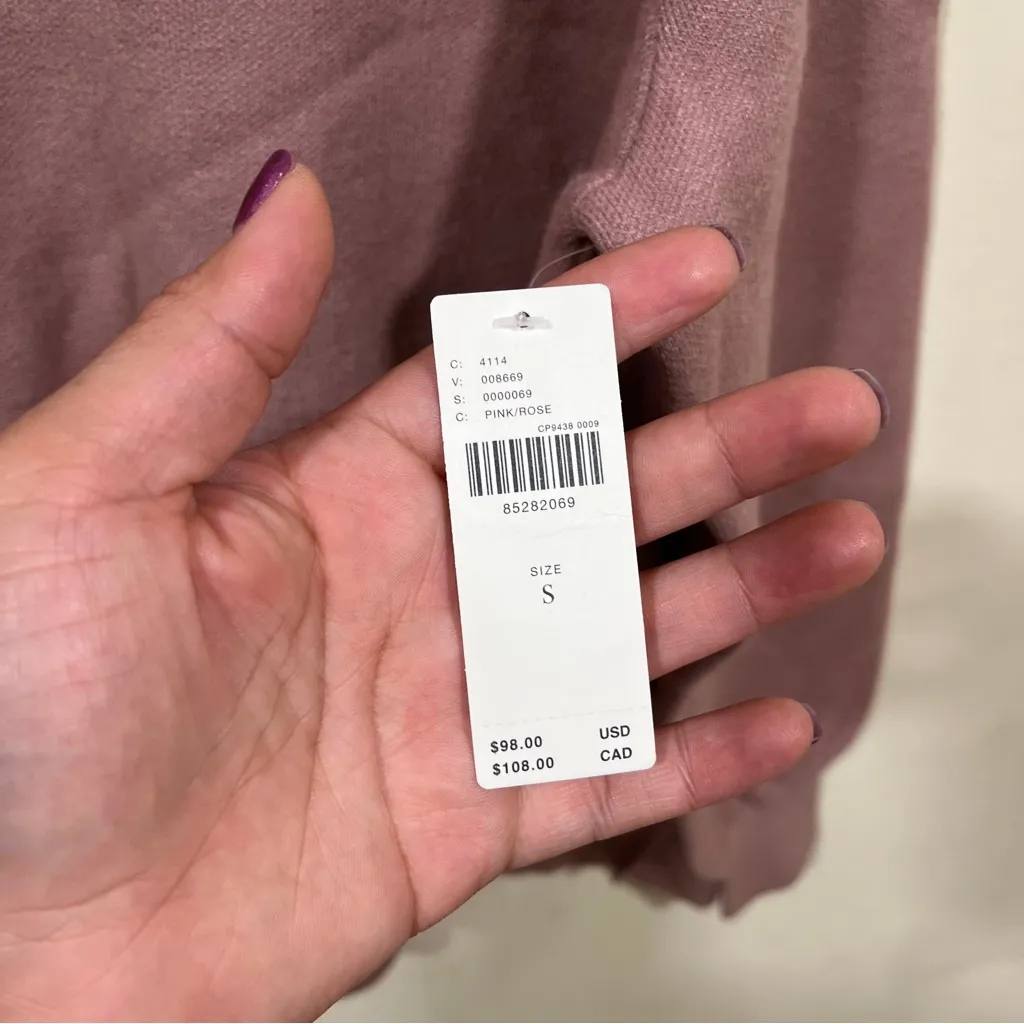 C: 4114
V: 008669
S: 0000069
C: PINK/ROSE
CP9438 0009
85282069
SIZE
S
$98.00 USD
$108.00 CAD